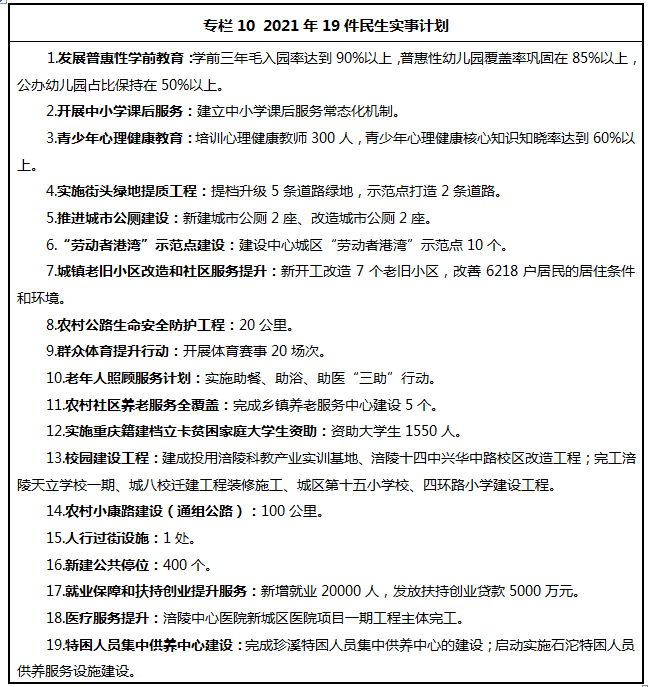 专栏 10 2021 年 19 件民生实事计划
1.发展普惠性学前教育：学前三年毛入园率达到 90%以上，普惠性幼儿园覆盖率巩固在 85%以上，
公办幼儿园占比保持在 50%以上。
2.开展中小学课后服务：建立中小学课后服务常态化机制。
3.青少年心理健康教育：培训心理健康教师 300 人，青少年心理健康核心知识知晓率达到 60%以
上。
4.实施街头绿地提质工程：提档升级 5 条道路绿地，示范点打造 2 条道路。
5.推进城市公厕建设：新建城市公厕 2 座、改造城市公厕 2 座。
6.“劳动者港湾”示范点建设：建设中心城区“劳动者港湾”示范点 10 个。
7.城镇老旧小区改造和社区服务提升：新开工改造 7 个老旧小区，改善 6218 户居民的居住条件
和环境。
8.农村公路生命安全防护工程：20 公里。
9.群众体育提升行动：开展体育赛事 20 场次。
10.老年人照顾服务计划：实施助餐、助浴、助医“三助”行动。
11.农村社区养老服务全覆盖：完成乡镇养老服务中心建设 5 个。
12.实施重庆籍建档立卡贫困家庭大学生资助：资助大学生 1550 人。
13.校园建设工程：建成投用涪陵科教产业实训基地、涪陵十四中兴华中路校区改造工程；完工涪
陵天立学校一期、城八校迁建工程装修施工、城区第十五小学校、四环路小学建设工程。
14.农村小康路建设（通组公路）：100 公里。
15.人行过街设施：1 处。
16.新建公共停位：400 个。
17.就业保障和扶持创业提升服务：新增就业 20000 人，发放扶持创业贷款 5000 万元。
18.医疗服务提升：涪陵中心医院新城区医院项目一期工程主体完工。
19.特困人员集中供养中心建设：完成珍溪特困人员集中供养中心的建设；启动实施石沱特困人员
供养服务设施建设。